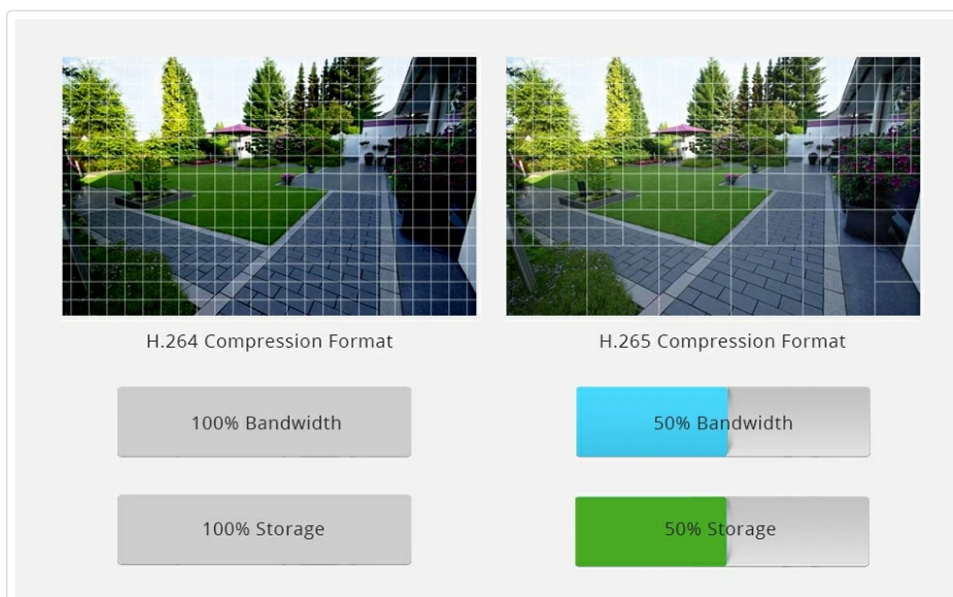 H.264 Compression Format
H.265 Compression Format
100% Bandwidth
50% Bandwidth
100% Storage
50% Storage